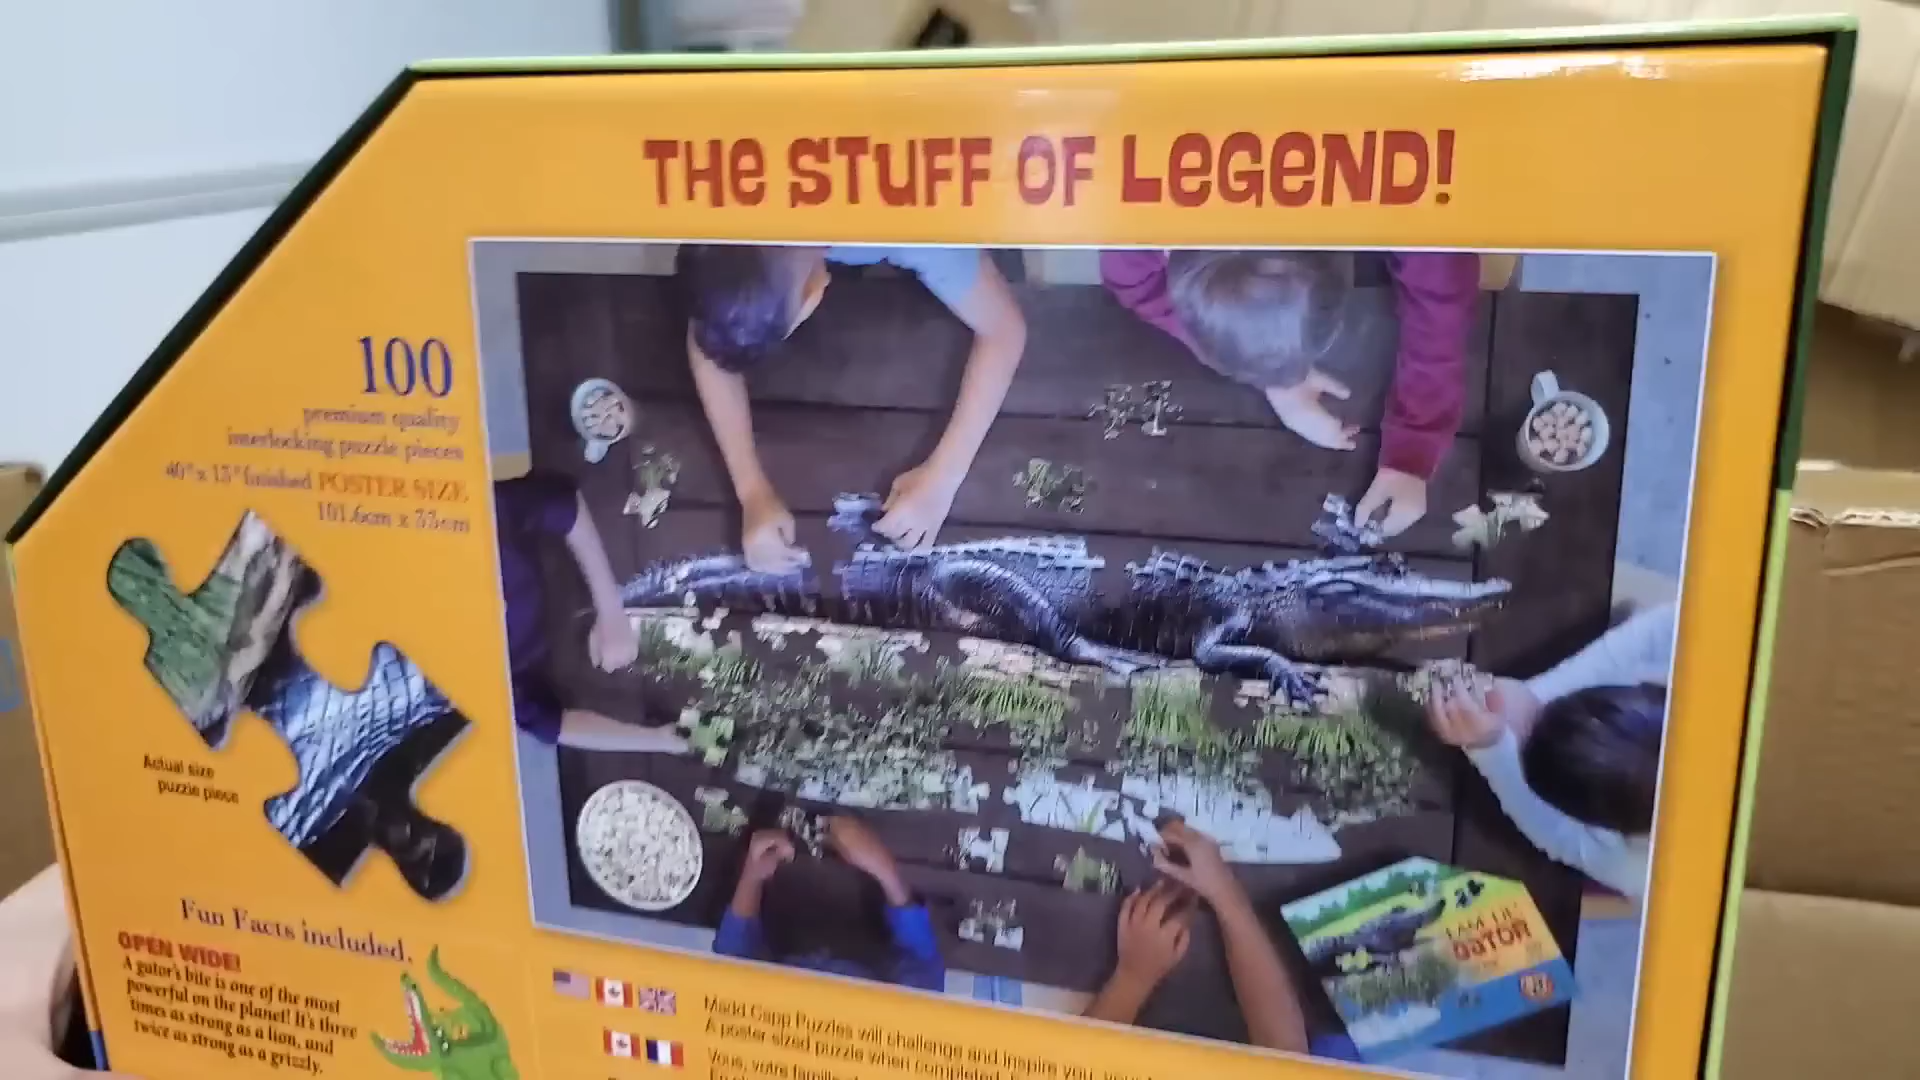 THE STUFF OF LEGEND!
100
premium quality
interlocking puzzle pieces
40" x 13" finished POSTER SIZE
101.6cm x 33cm
Actual size
puzzle piece
Fun Facts included.
OPEN WIDE!
A gator's bite is one of the most
powerful on the planet! It's three
times as strong as a lion, and
twice as strong as a grizzly.
I AM LIL'
GATOR
Madd Capp Puzzles will challenge and inspire you,
A poster sized puzzle when completed.
Vous, votre famille